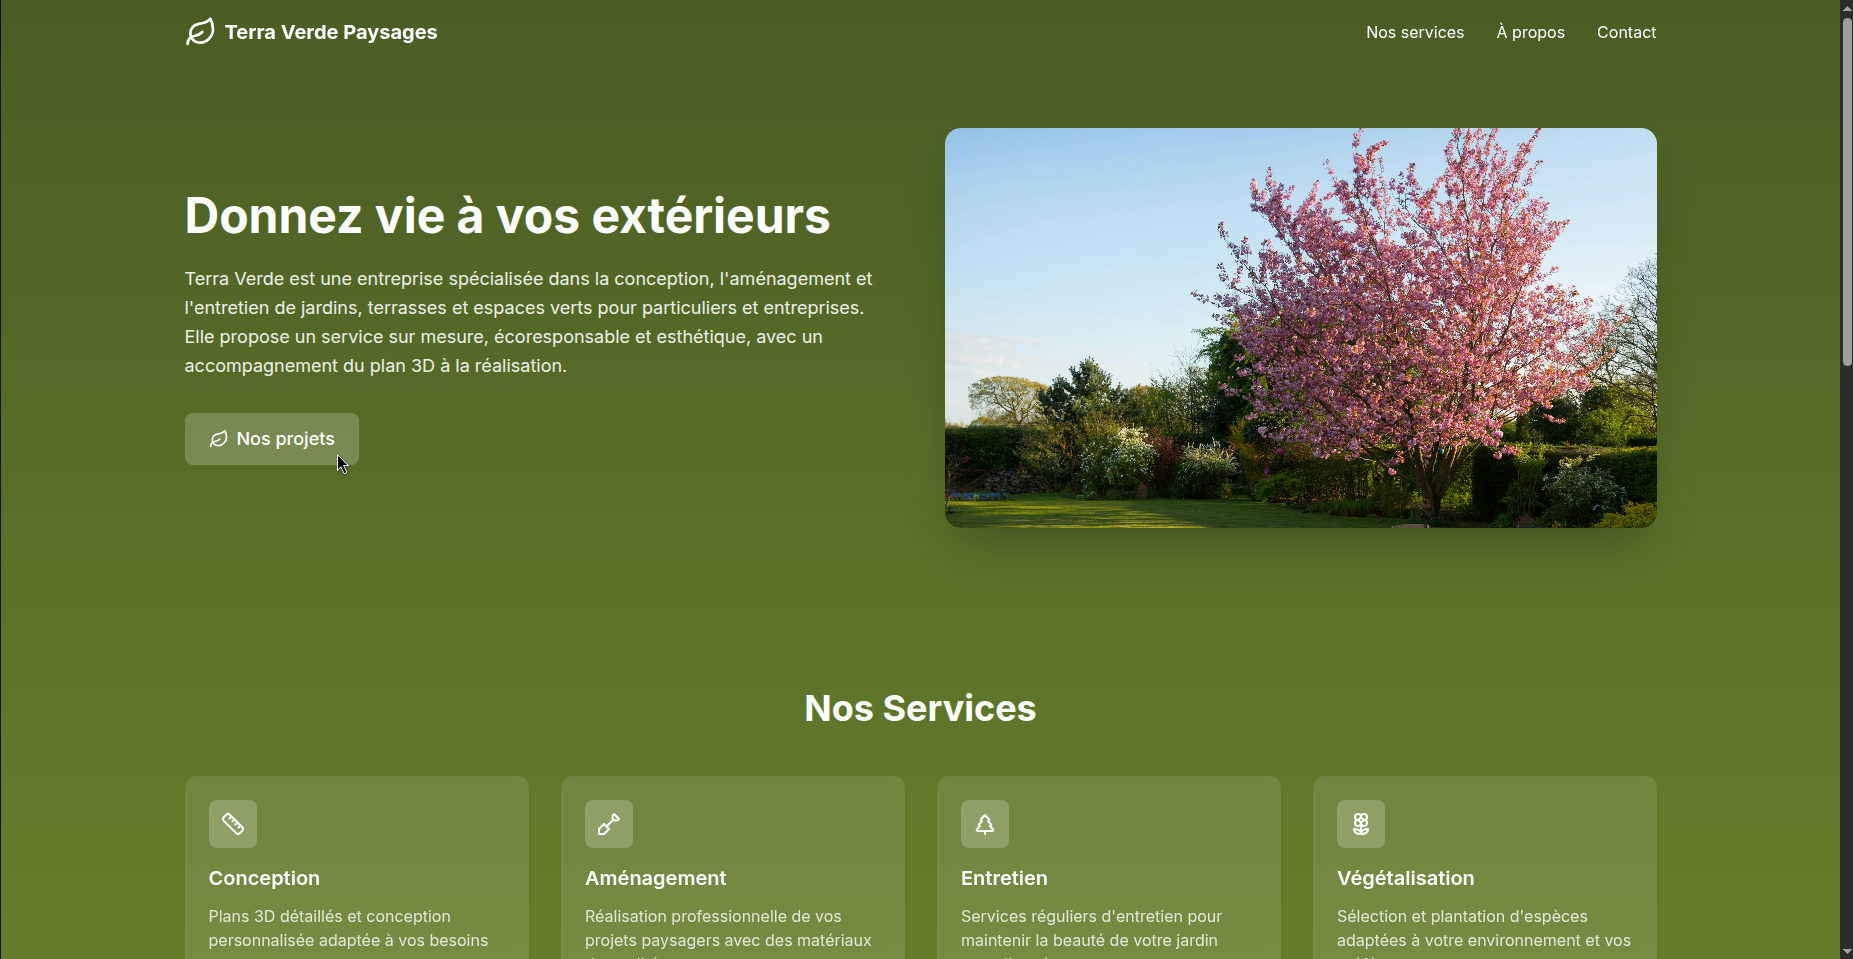 Terra Verde Paysages
Nos services
À propos
Contact
Donnez vie à vos extérieurs
Terra Verde est une entreprise spécialisée dans la conception, l'aménagement et
l'entretien de jardins, terrasses et espaces verts pour particuliers et entreprises.
Elle propose un service sur mesure, écoresponsable et esthétique, avec un
accompagnement du plan 3D à la réalisation.
Nos projets
Nos Services
Conception
Plans 3D détaillés et conception
personnalisée adaptée à vos besoins
Aménagement
Réalisation professionnelle de vos
projets paysagers avec des matériaux
Entretien
Services réguliers d'entretien pour
maintenir la beauté de votre jardin
Végétalisation
Sélection et plantation d'espèces
adaptées à votre environnement et vos